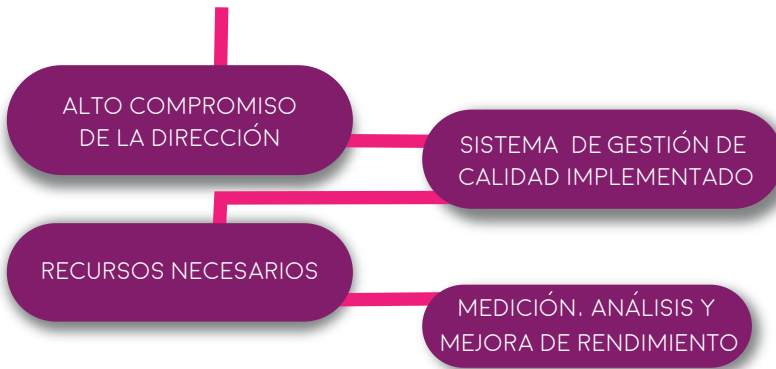 ALTO COMPROMISO
DE LA DIRECCIÓN
SISTEMA DE GESTIÓN DE
CALIDAD IMPLEMENTADO
RECURSOS NECESARIOS
MEDICIÓN, ANÁLISIS Y
MEJORA DE RENDIMIENTO